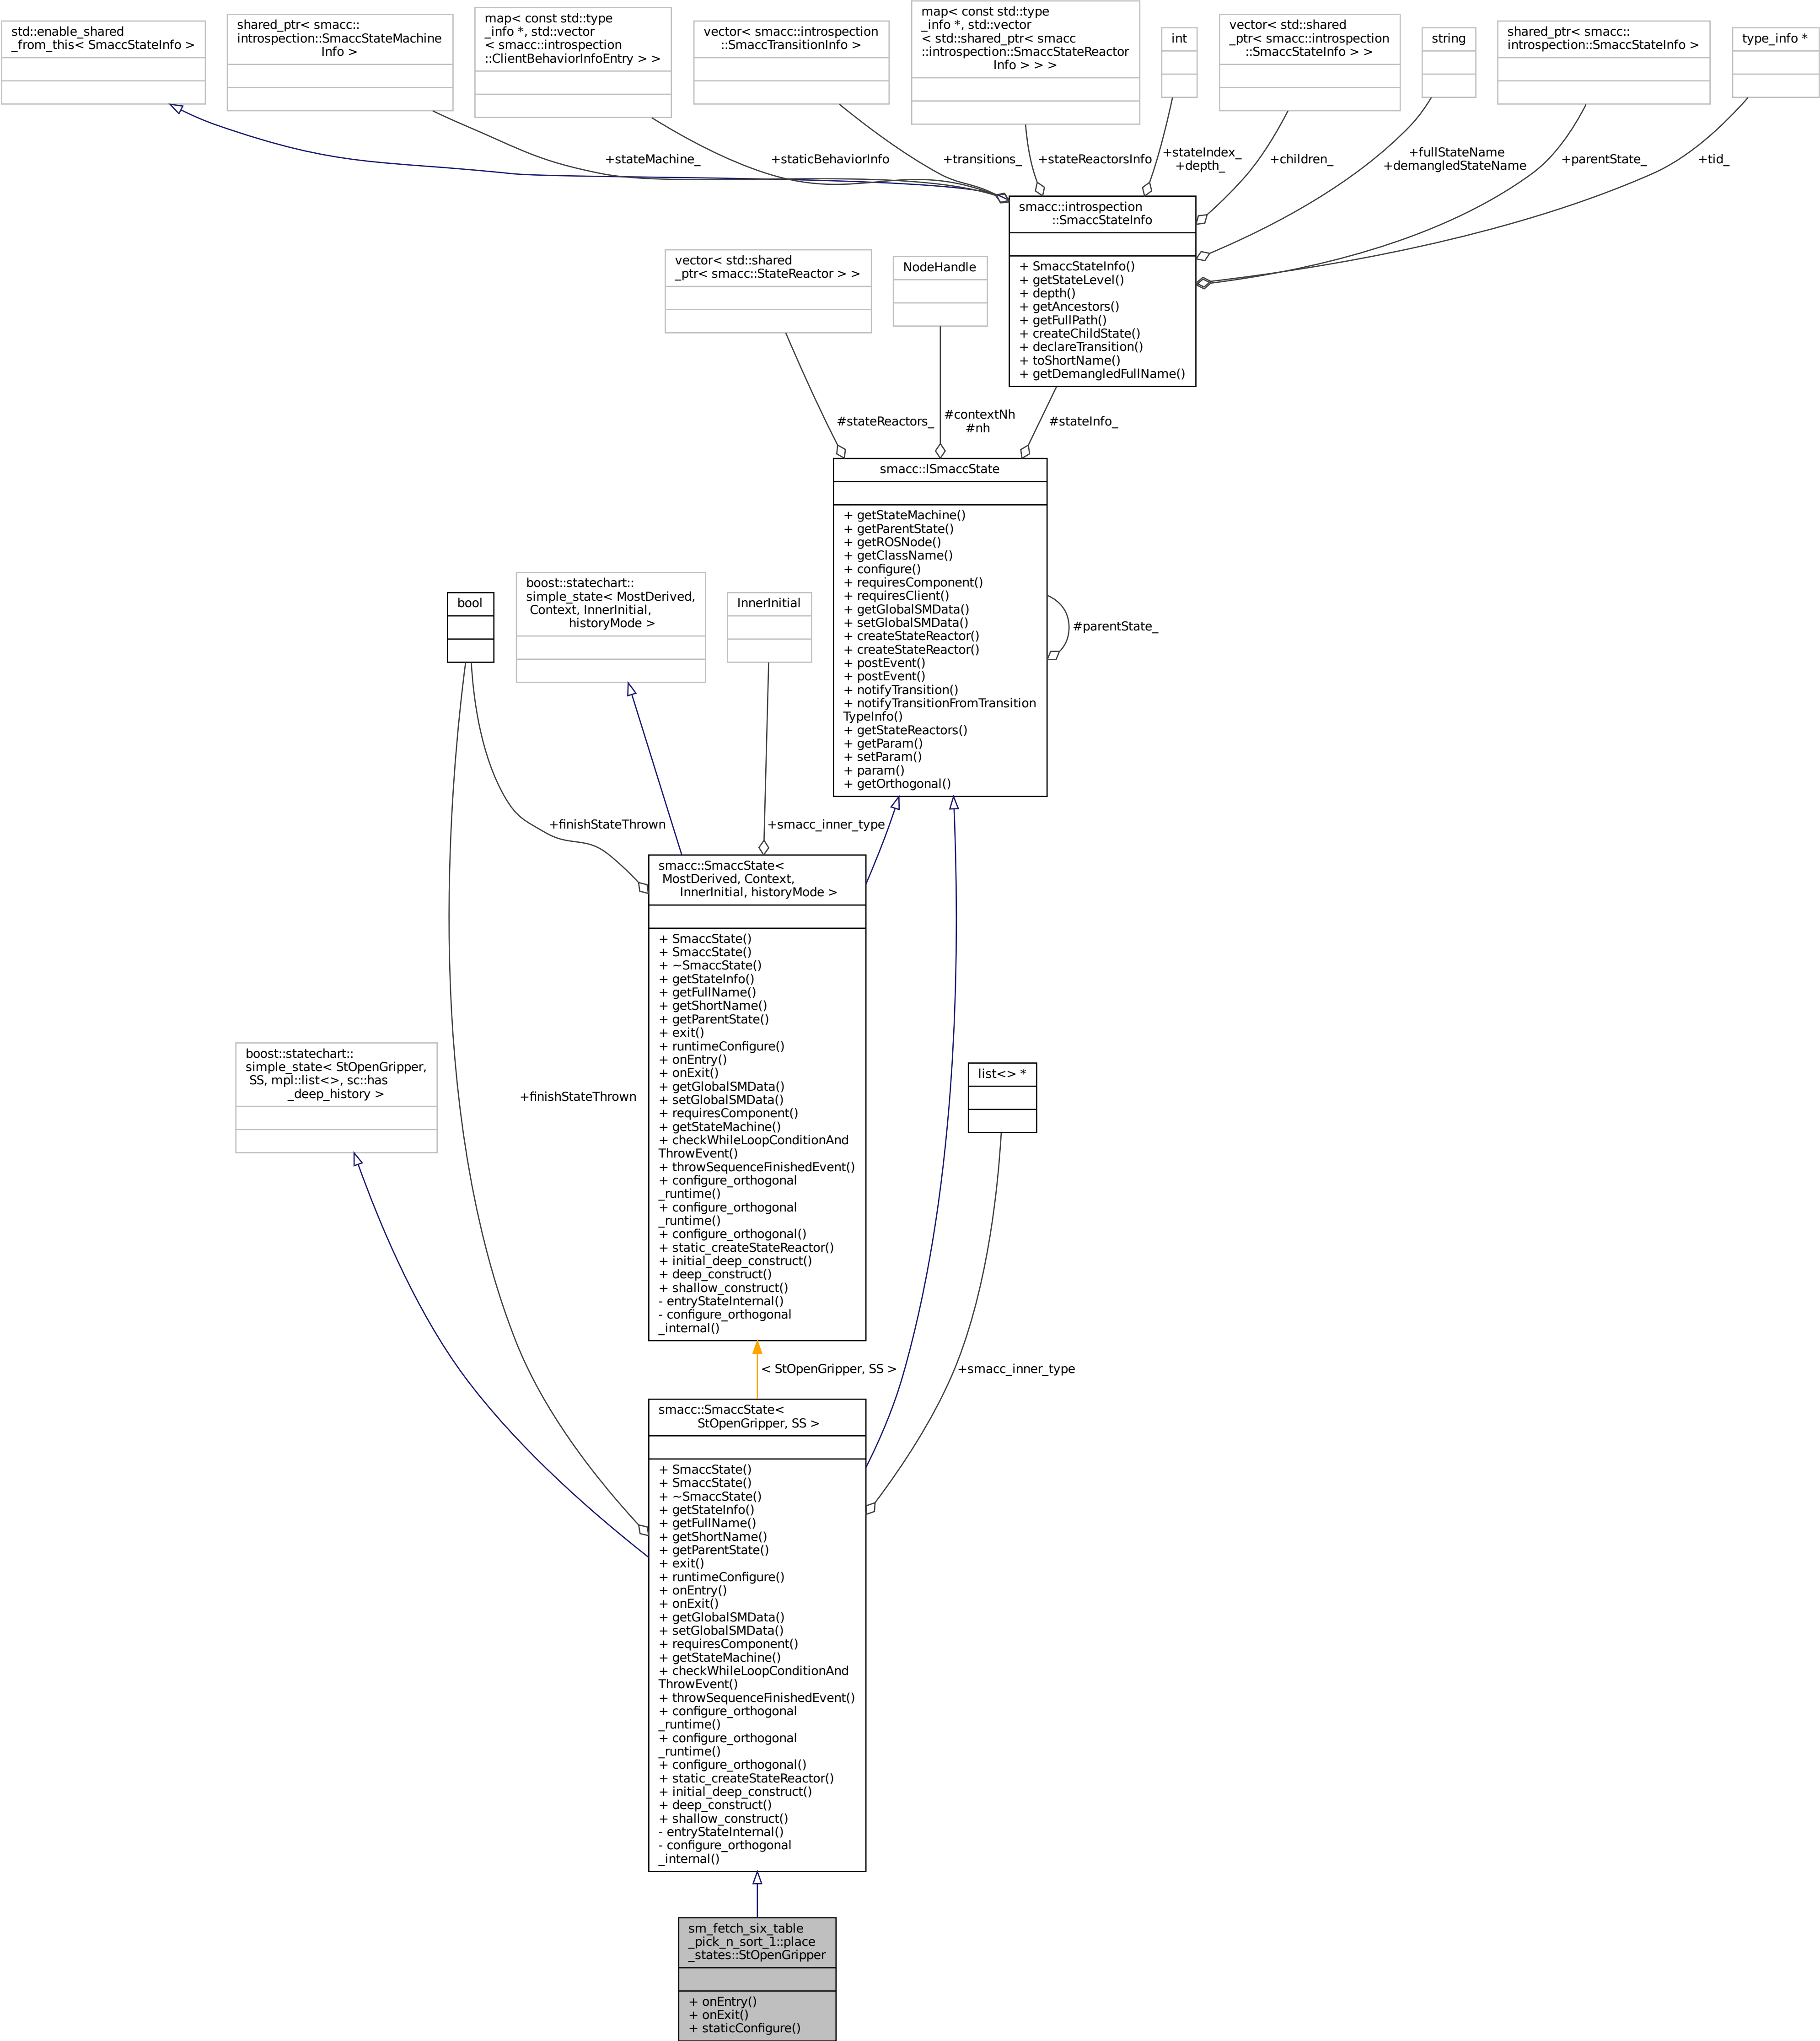 std::enable_shared
_from_this< SmaccStateInfo >
shared_ptr< smacc::
introspection::SmaccStateMachine
Info >
map< const std::type
_info *, std::vector
< smacc::introspection
::ClientBehaviorInfoEntry > >
vector< smacc::introspection
::SmaccTransitionInfo >
map< const std::type
_info *, std::vector
< std::shared_ptr< smacc
::introspection::SmaccStateReactor
Info > > >
int
vector< std::shared
_ptr< smacc::introspection
::SmaccStateInfo > >
string
shared_ptr< smacc::
introspection::SmaccStateInfo >
type_info *
+stateMachine_
+staticBehaviorInfo
+transitions_
+stateReactorsInfo
+stateIndex_
+depth_
+children_
+fullStateName
+demangledStateName
+parentState_
+tid_
smacc::introspection
::SmaccStateInfo
+ SmaccStateInfo()
+ getStateLevel()
+ depth()
+ getAncestors()
+ getFullPath()
+ createChildState()
+ declareTransition()
+ toShortName()
+ getDemangledFullName()
vector< std::shared
_ptr< smacc::StateReactor > >
NodeHandle
#stateReactors_
#contextNh
#nh
#stateInfo_
smacc::ISmaccState
+ getStateMachine()
+ getParentState()
+ getROSNode()
+ getClassName()
+ configure()
+ requiresComponent()
+ requiresClient()
+ getGlobalSMData()
+ setGlobalSMData()
+ createStateReactor()
+ createStateReactor()
+ postEvent()
+ postEvent()
+ notifyTransition()
+ notifyTransitionFromTransition
TypeInfo()
+ getStateReactors()
+ getParam()
+ setParam()
+ param()
+ getOrthogonal()
#parentState_
bool
boost::statechart::
simple_state< MostDerived,
Context, InnerInitial,
historyMode >
InnerInitial
+finishStateThrown
+smacc_inner_type
smacc::SmaccState<
MostDerived, Context,
InnerInitial, historyMode >
+ SmaccState()
+ SmaccState()
+ ~SmaccState()
+ getStateInfo()
+ getFullName()
+ getShortName()
+ getParentState()
+ exit()
+ runtimeConfigure()
+ onEntry()
+ onExit()
+ getGlobalSMData()
+ setGlobalSMData()
+ requiresComponent()
+ getStateMachine()
+ checkWhileLoopConditionAnd
ThrowEvent()
+ throwSequenceFinishedEvent()
+ configure_orthogonal
_runtime()
+ configure_orthogonal
_runtime()
+ configure_orthogonal()
+ static_createStateReactor()
+ initial_deep_construct()
+ deep_construct()
+ shallow_construct()
- entryStateInternal()
- configure_orthogonal
_internal()
boost::statechart::
simple_state< StOpenGripper,
SS, mpl::list<>, sc::has
_deep_history >
+finishStateThrown
list<> *
< StOpenGripper, SS >
+smacc_inner_type
smacc::SmaccState<
StOpenGripper, SS >
+ SmaccState()
+ SmaccState()
+ ~SmaccState()
+ getStateInfo()
+ getFullName()
+ getShortName()
+ getParentState()
+ exit()
+ runtimeConfigure()
+ onEntry()
+ onExit()
+ getGlobalSMData()
+ setGlobalSMData()
+ requiresComponent()
+ getStateMachine()
+ checkWhileLoopConditionAnd
ThrowEvent()
+ throwSequenceFinishedEvent()
+ configure_orthogonal
_runtime()
+ configure_orthogonal
_runtime()
+ configure_orthogonal()
+ static_createStateReactor()
+ initial_deep_construct()
+ deep_construct()
+ shallow_construct()
- entryStateInternal()
- configure_orthogonal
_internal()
sm_fetch_six_table
_pick_n_sort_1::place
_states::StOpenGripper
+ onEntry()
+ onExit()
+ staticConfigure()